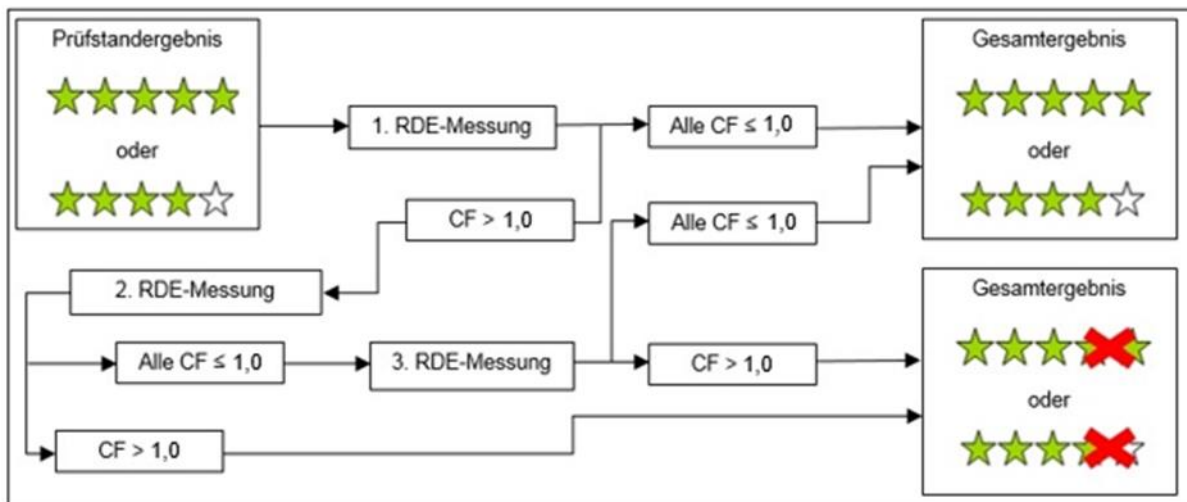 Prüfstandergebnis
oder
1. RDE-Messung
Alle CF ≤ 1,0
Gesamtergebnis
oder
CF > 1,0
Alle CF ≤ 1,0
2. RDE-Messung
Alle CF ≤ 1,0
3. RDE-Messung
CF > 1,0
Gesamtergebnis
oder
CF > 1,0